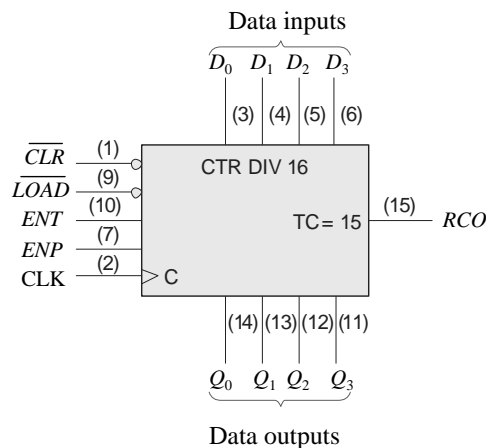 Data inputs
D0 D1 D2 D3
(3) (4) (5) (6)
CLR (1)
LOAD (9)
ENT (10)
ENP (7)
CLK (2)
CTR DIV 16
TC = 15
(15) RCO
C
(14) (13) (12) (11)
Q0 Q1 Q2 Q3
Data outputs